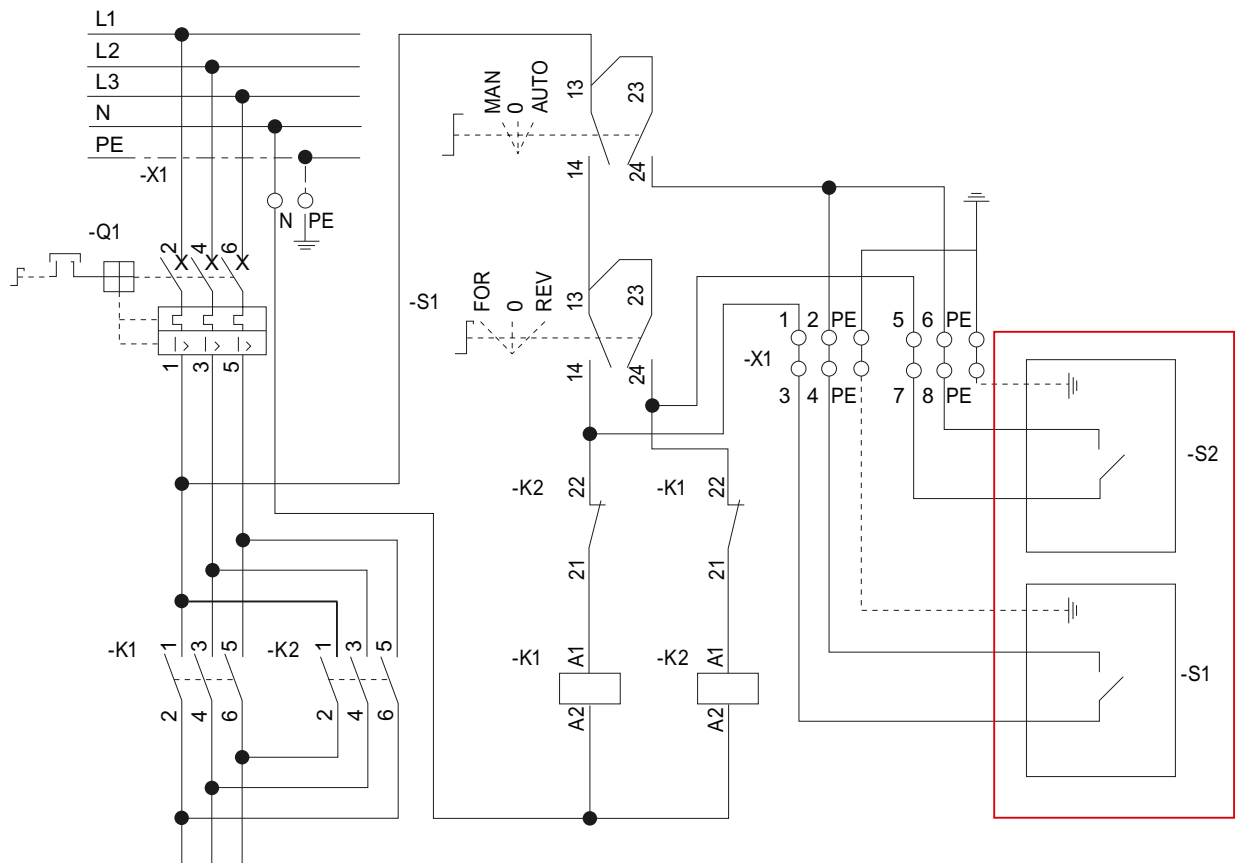 L1
L2
L3
N
PE
-X1
N PE
-Q1
2 4 6
1 3 5
MAN 0 AUTO
13 23
14 24
-S1
FOR 0 REV
13 23
14 24
1 2 PE 5 6 PE
-X1
3 4 PE 7 8 PE
-S2
-K2 22 -K1 22
21 21
-K1 1 3 5 -K2 1 3 5
2 4 6 2 4 6
-K1 A1 -K2 A1
A2 A2
-S1